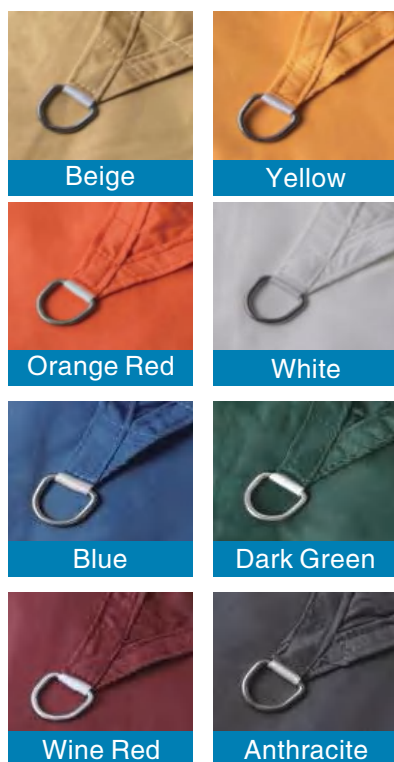 Beige
Yellow
Orange Red
White
Blue
Dark Green
Wine Red
Anthracite